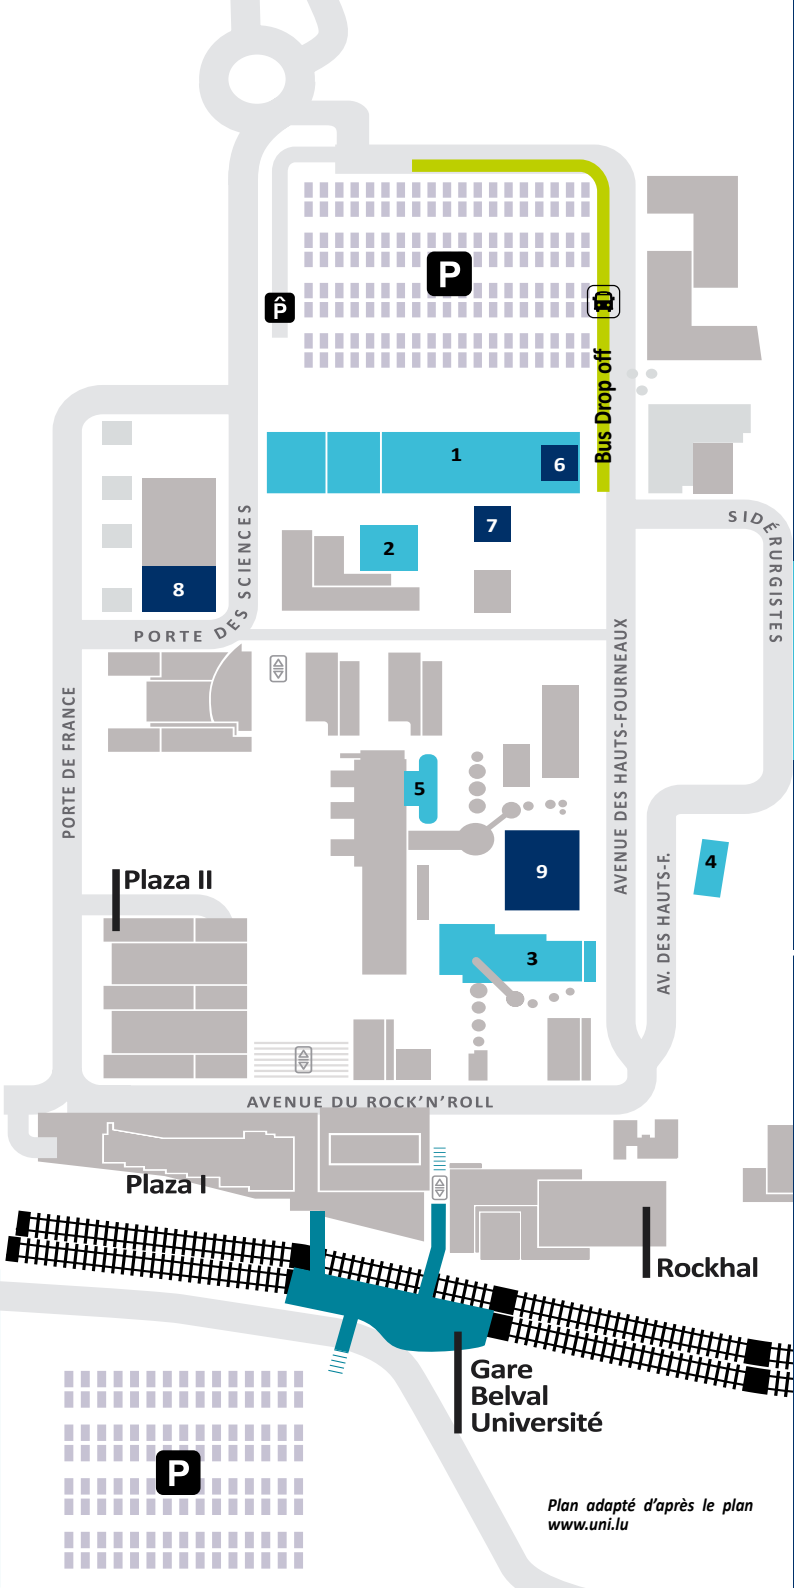 P
P̂
Bus Drop off
1
6
7
2
8
SIDÉRURGISTES
PORTE DES SCIENCES
AVENUE DES HAUTS-FOURNEAUX
PORTE DE FRANCE
5
4
9
AV. DES HAUTS-F.
Plaza II
3
AVENUE DU ROCK'N'ROLL
Plaza I
Rockhal
Gare
Belval
Université
P
Plan adapté d'après le plan
www.uni.lu